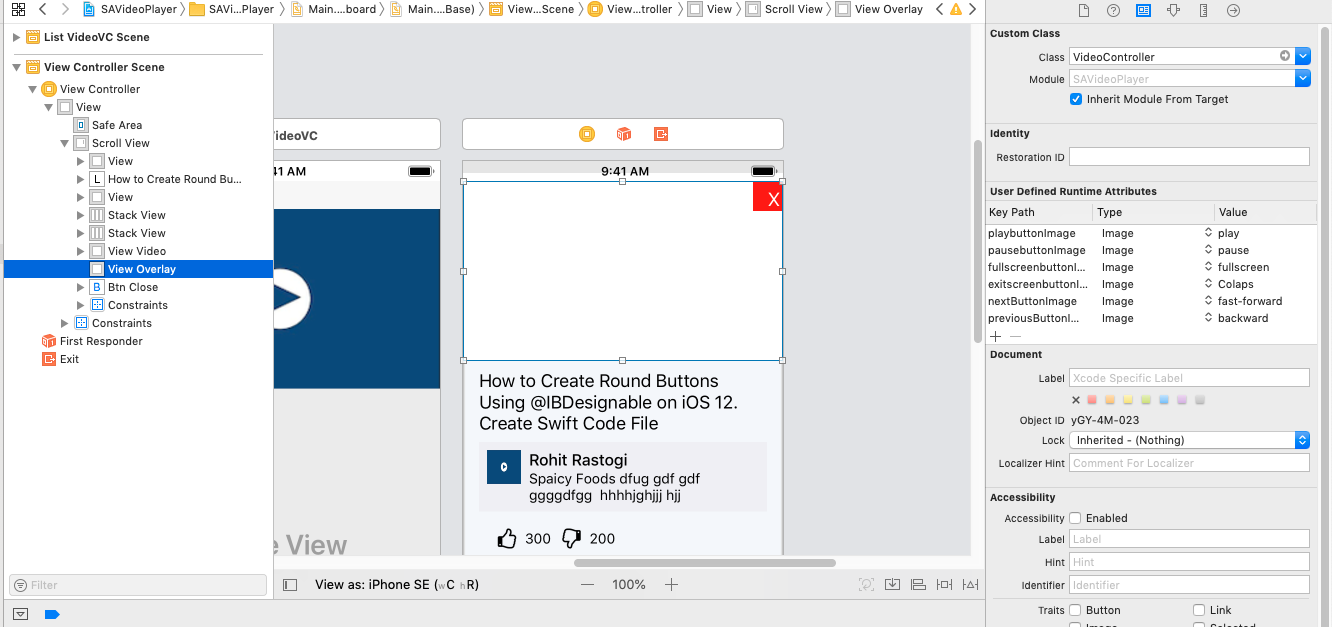 SAVideoPlayer
SAVi...Player
Main....board
Main....Base)
View...Scene
View...troller
View
Scroll View
View Overlay
List VideoVC Scene
View Controller Scene
View Controller
View
Safe Area
Scroll View
View
L How to Create Round Bu...
View
Stack View
Stack View
View Video
View Overlay
B Btn Close
Constraints
Constraints
First Responder
Exit
Filter
ideoVC
41 AM
e View
9:41 AM
X
How to Create Round Buttons
Using @IBDesignable on iOS 12.
Create Swift Code File
Rohit Rastogi
Spaicy Foods dfug gdf gdf
ggggdfgg hhhhjghjjj hjj
300 200
View as: iPhone SE (wC hR)
100%
Custom Class
Class VideoController
Module SAVideoPlayer
Inherit Module From Target
Identity
Restoration ID
User Defined Runtime Attributes
Key Path Type Value
playbuttonImage Image play
pausebuttonImage Image pause
fullscreenbuttonI... Image fullscreen
exitscreenbuttonI... Image Colaps
nextButtonImage Image fast-forward
previousButtonI... Image backward
Document
Label Xcode Specific Label
Object ID yGY-4M-023
Lock Inherited - (Nothing)
Localizer Hint Comment For Localizer
Accessibility
Accessibility Enabled
Label Label
Hint Hint
Identifier Identifier
Traits Button Link
Image Selected